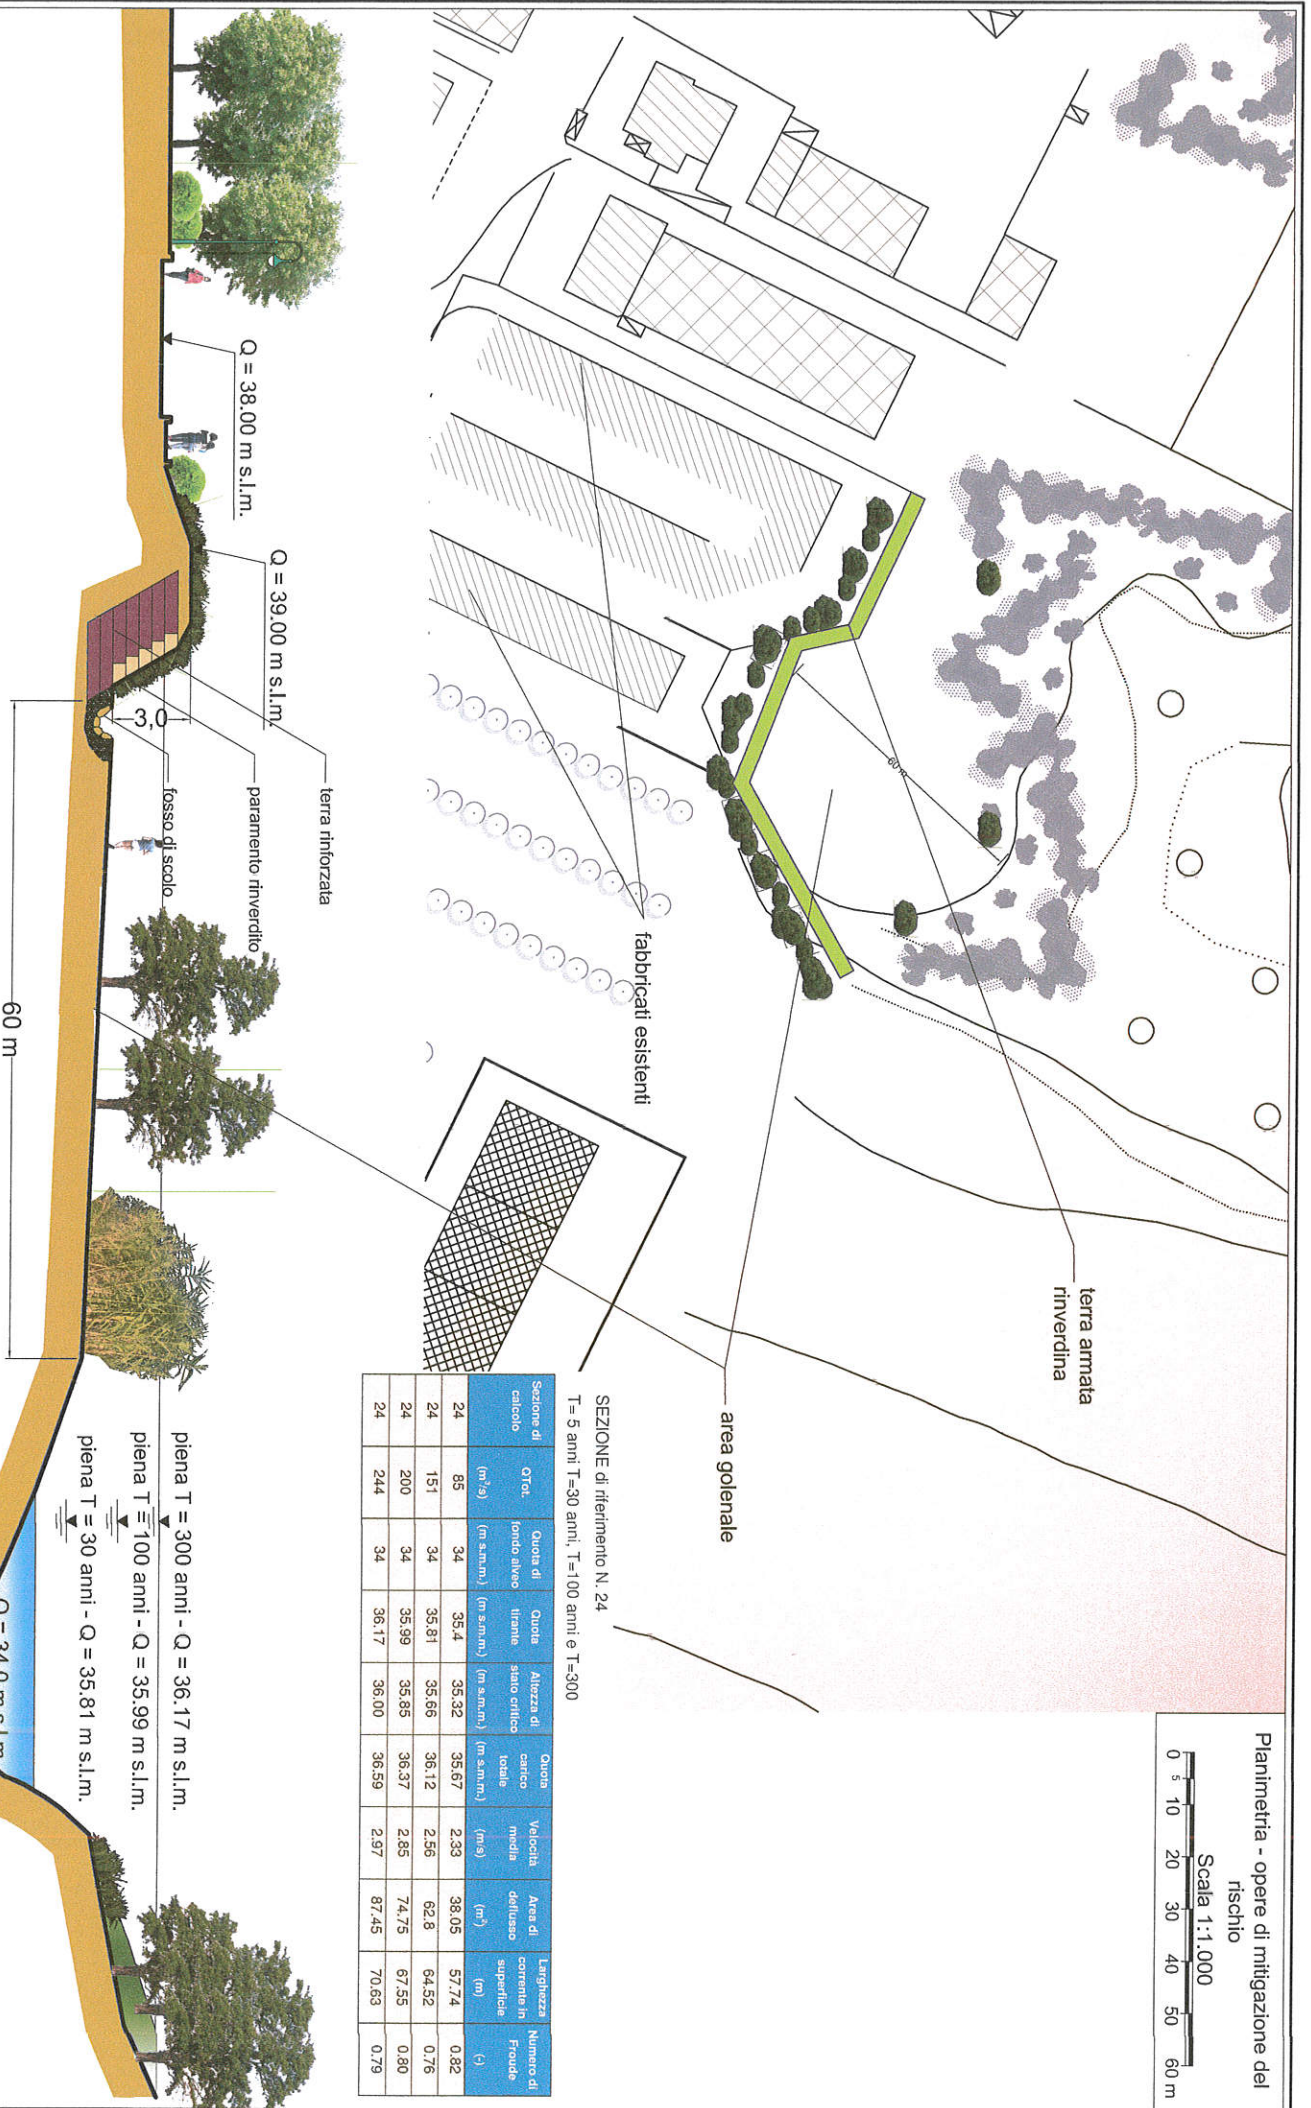 Planimetria - opere di mitigazione del
rischio
Scala 1:1.000
0 5 10 20 30 40 50 60 m
terra armata
rinverdina
area golenale
fabbricati esistenti
60 m
SEZIONE di riferimento N. 24
T= 5 anni T=30 anni, T=100 anni e T=300
Sezione di calcolo QTot. (m³/s) Quota di fondo alveo (m s.m.m.) Quota tirante (m s.m.m.) Altezza di stato critico (m s.m.m.) Quota carico totale (m s.m.m.) Velocità media (m/s) Area di deflusso (m²) Larghezza corrente in superficie (m) Numero di Froude (-)
24 85 34 35.4 35.32 35.67 2.33 38.05 57.74 0.82
24 151 34 35.81 35.66 36.12 2.56 62.8 64.52 0.76
24 200 34 35.99 35.85 36.37 2.85 74.75 67.55 0.80
24 244 34 36.17 36.00 36.59 2.97 87.45 70.63 0.79
Q = 38.00 m s.l.m.
Q = 39.00 m s.l.m.
terra rinforzata
paramento rinverdito
fosso di scolo
3,0
60 m
piena T = 300 anni - Q = 36.17 m s.l.m.
piena T = 100 anni - Q = 35.99 m s.l.m.
piena T = 30 anni - Q = 35.81 m s.l.m.
Q = 34.0 m s.l.m.